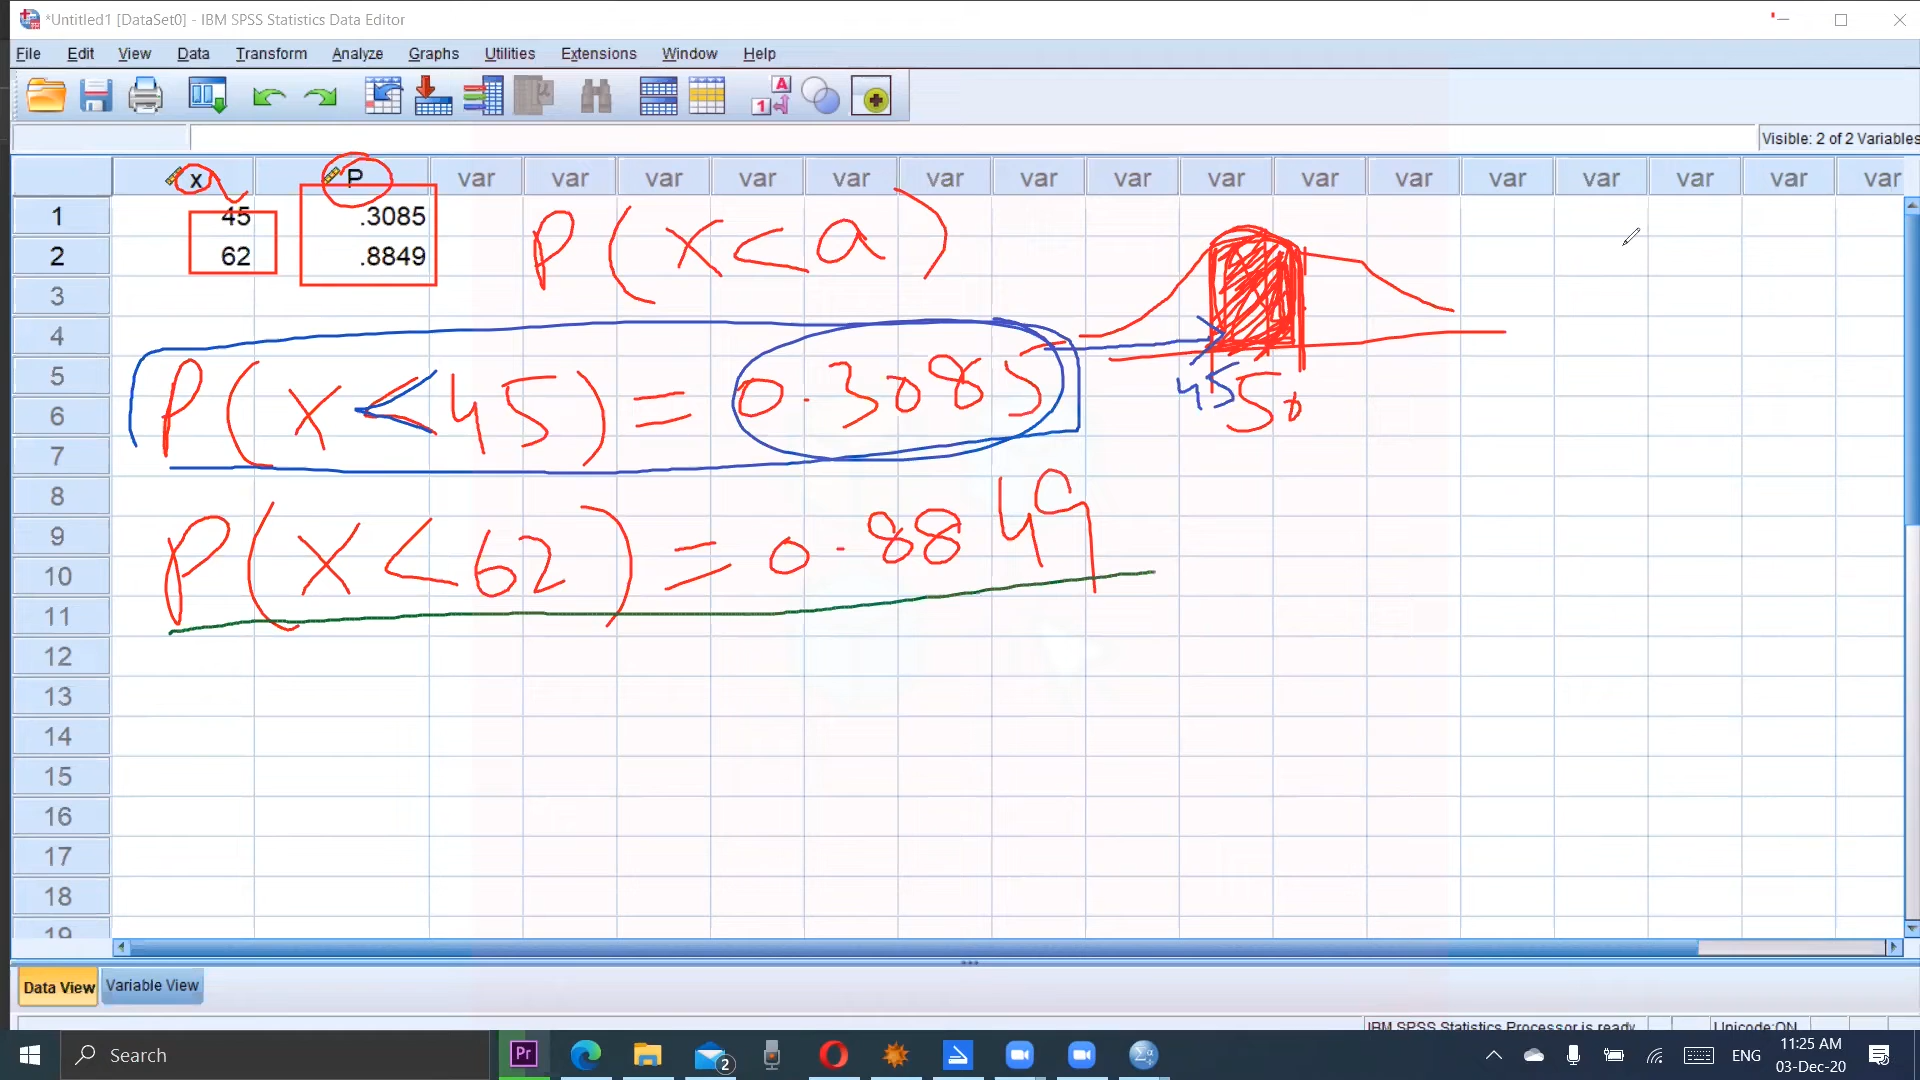 *Untitled1 [DataSet0] - IBM SPSS Statistics Data Editor
File Edit View Data Transform Analyze Graphs Utilities Extensions Window Help
Visible: 2 of 2 Variables
x P var var var var var var var var var var var var var var var var
1 45 .3085
2 62 .8849
P(x<a)
3
4
5
6
7
P(x<45) = 0.3085
45 50
8
9
10
11
P(x<62) = 0.8849
12
13
14
15
16
17
18
19
Data View Variable View
IBM SPSS Statistics Processor is ready Unicode:ON
Search
Pr
2
ENG
11:25 AM
03-Dec-20